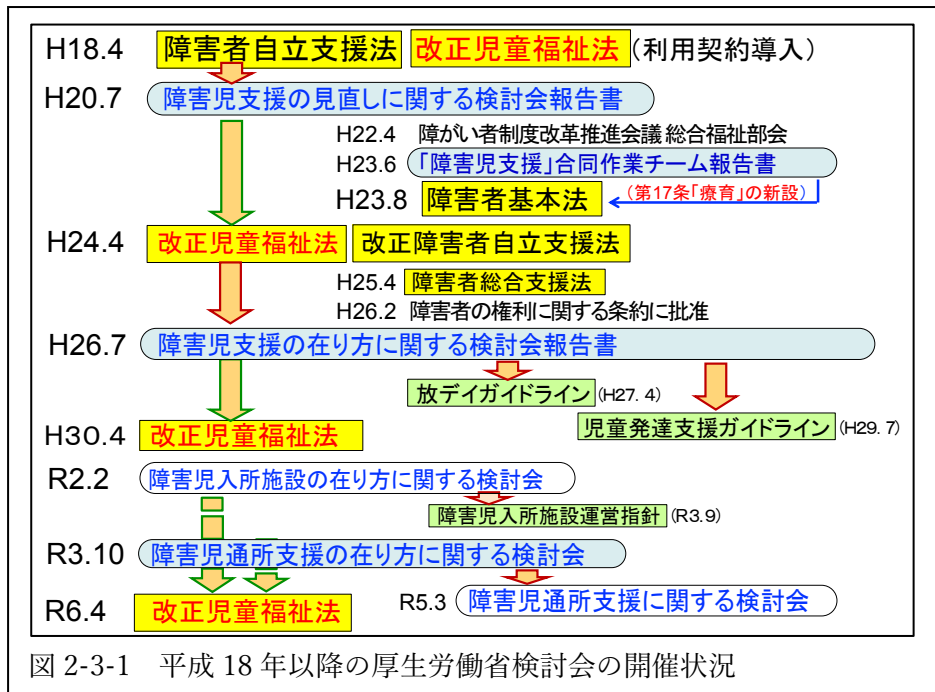 H18.4 障害者自立支援法 改正児童福祉法(利用契約導入)
H20.7 障害児支援の見直しに関する検討会報告書
H22.4 障がい者制度改革推進会議 総合福祉部会
H23.6 「障害児支援」合同作業チーム報告書
H23.8 障害者基本法 (第17条「療育」の新設)
H24.4 改正児童福祉法 改正障害者自立支援法
H25.4 障害者総合支援法
H26.2 障害者の権利に関する条約に批准
H26.7 障害児支援の在り方に関する検討会報告書
放デイガイドライン (H27. 4)
児童発達支援ガイドライン (H29. 7)
H30.4 改正児童福祉法
R2.2 障害児入所施設の在り方に関する検討会
障害児入所施設運営指針 (R3.9)
R3.10 障害児通所支援の在り方に関する検討会
R5.3 障害児通所支援に関する検討会
R6.4 改正児童福祉法
図 2-3-1 平成 18 年以降の厚生労働省検討会の開催状況